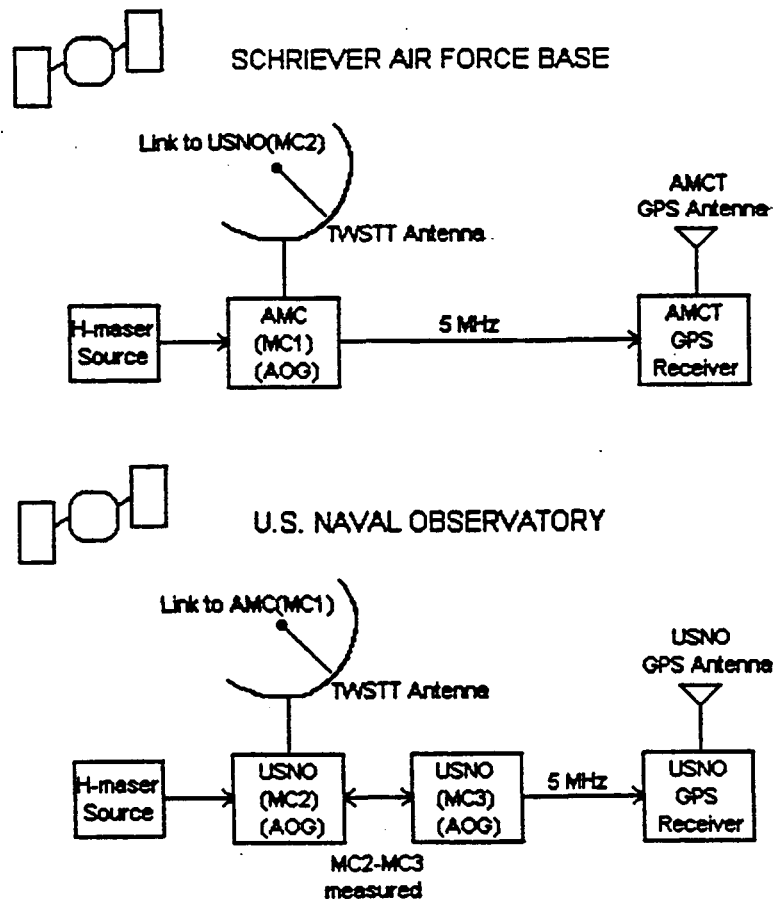 SCHRIEVER AIR FORCE BASE
Link to USNO(MC2)
TWSTT Antenna
AMCT
GPS Antenna
H-maser
Source
AMC
(MC1)
(AOG)
5 MHz
AMCT
GPS
Receiver
U.S. NAVAL OBSERVATORY
Link to AMC(MC1)
TWSTT Antenna
USNO
GPS Antenna
H-maser
Source
USNO
(MC2)
(AOG)
USNO
(MC3)
(AOG)
5 MHz
USNO
GPS
Receiver
MC2-MC3
measured